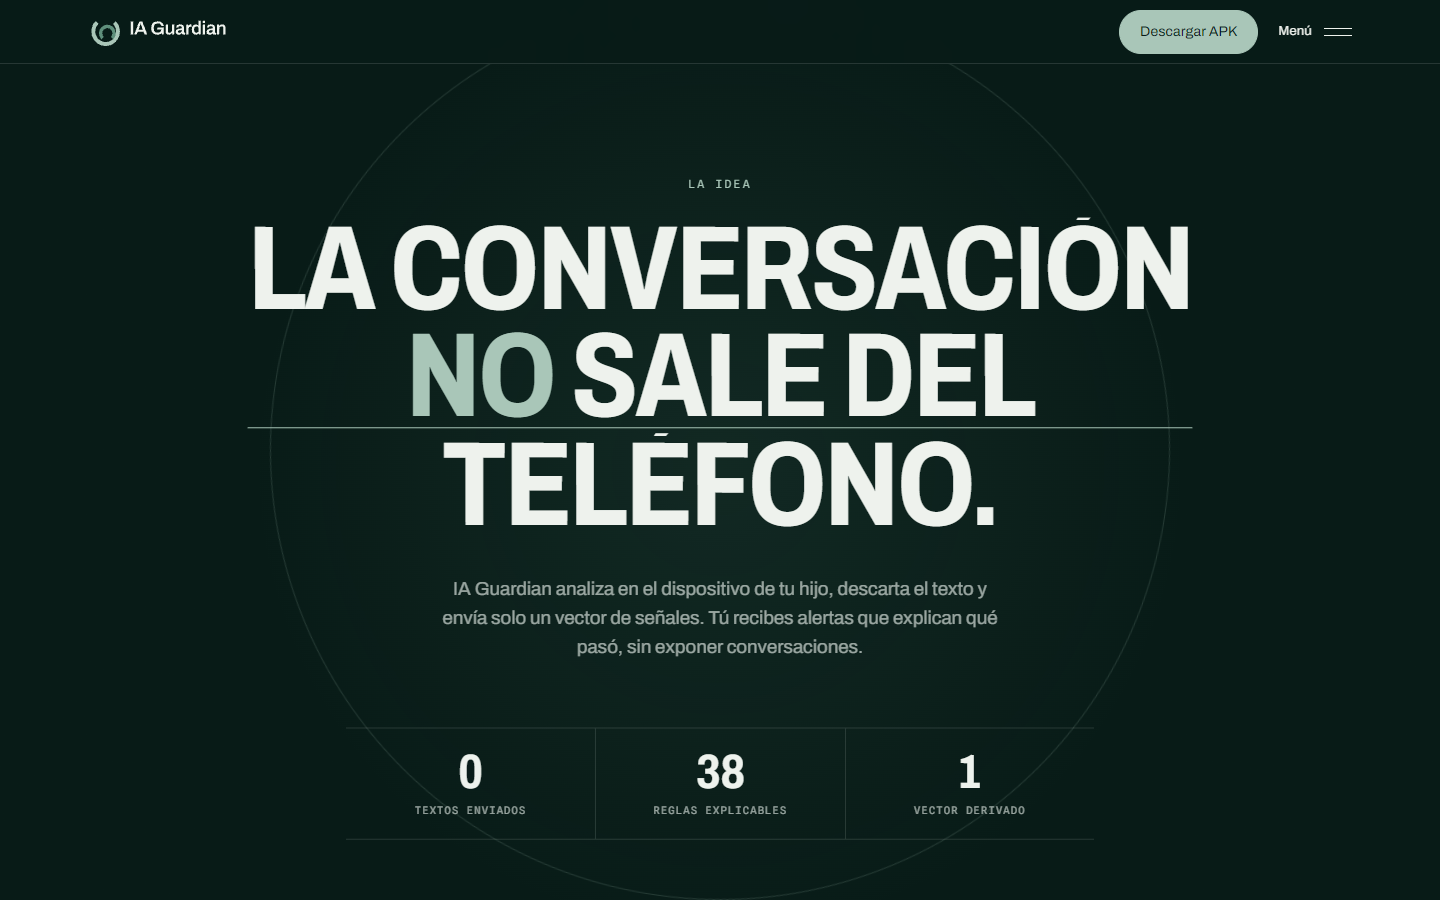 IA Guardian
Descargar APK
Menú
LA IDEA
LA CONVERSACIÓN
NO SALE DEL
TELÉFONO.
IA Guardian analiza en el dispositivo de tu hijo, descarta el texto y
envía solo un vector de señales. Tú recibes alertas que explican qué
pasó, sin exponer conversaciones.
0
TEXTOS ENVIADOS
38
REGLAS EXPLICABLES
1
VECTOR DERIVADO